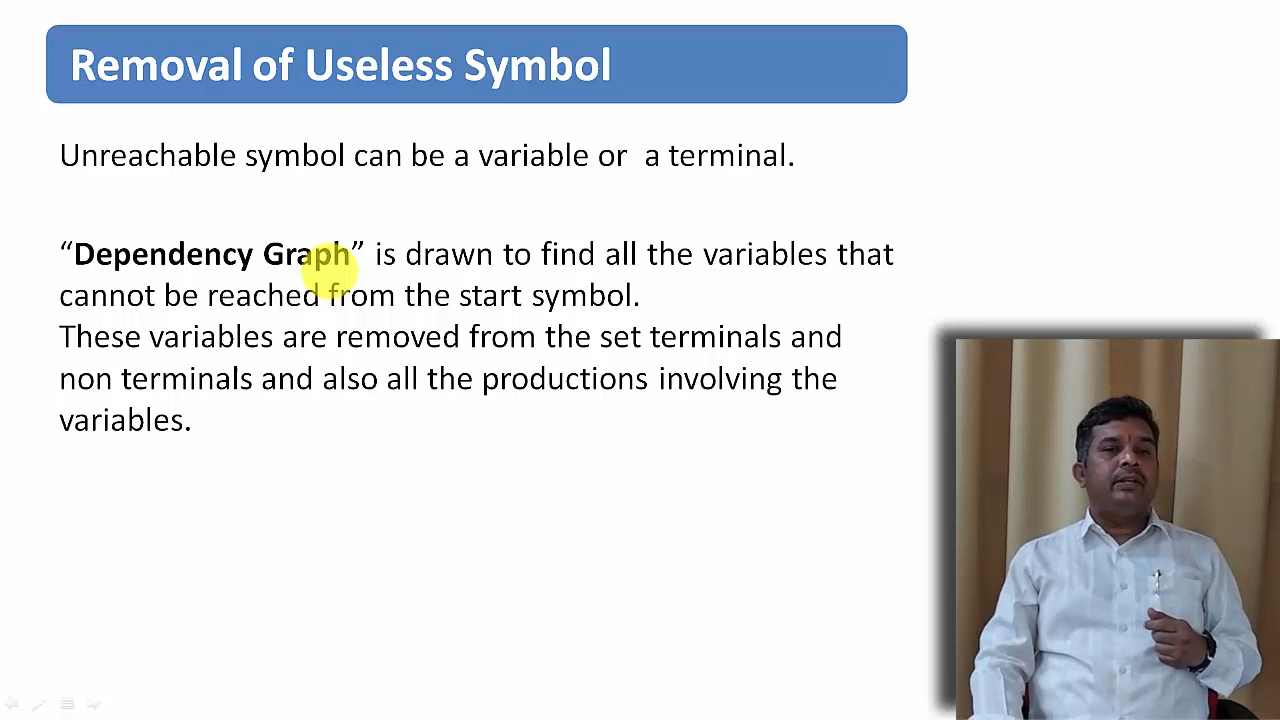 Removal of Useless Symbol
Unreachable symbol can be a variable or a terminal.
“Dependency Graph” is drawn to find all the variables that
cannot be reached from the start symbol.
These variables are removed from the set terminals and
non terminals and also all the productions involving the
variables.